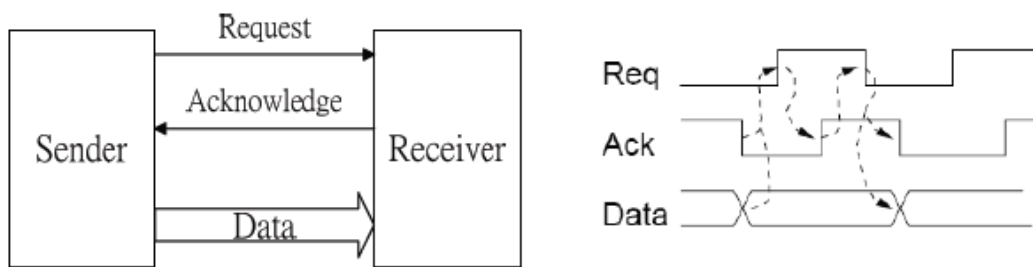 Request
Acknowledge
Sender
Receiver
Data
Req
Ack
Data